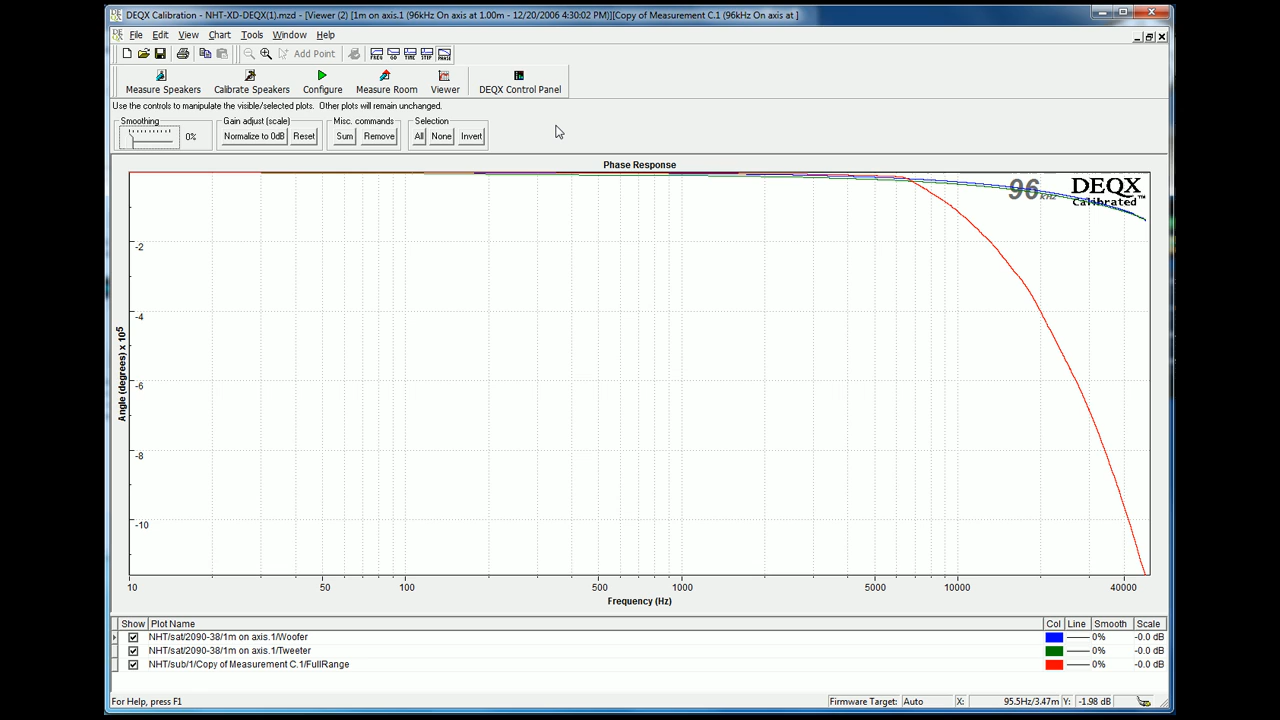 DEQX Calibration - NHT-XD-DEQX(1).mzd - [Viewer (2) [1m on axis.1 (96kHz On axis at 1.00m - 12/20/2006 4:30:02 PM)][Copy of Measurement C.1 (96kHz On axis at ]
File Edit View Chart Tools Window Help
Add Point
FREQ GD TIME STEP PHASE
Measure Speakers Calibrate Speakers Configure Measure Room Viewer DEQX Control Panel
Use the controls to manipulate the visible/selected plots. Other plots will remain unchanged.
Smoothing Gain adjust (scale) Misc. commands Selection
0% Normalize to 0dB Reset Sum Remove All None Invert
Phase Response
96 kHz DEQX
Calibrated™
-2
-4
-6
-8
-10
Angle (degrees) x 10^5
10 50 100 500 1000 5000 10000 40000
Frequency (Hz)
Show Plot Name Col Line Smooth Scale
NHT/sat/2090-38/1m on axis.1/Woofer 0% -0.0 dB
NHT/sat/2090-38/1m on axis.1/Tweeter 0% -0.0 dB
NHT/sub/1/Copy of Measurement C.1/FullRange 0% -0.0 dB
For Help, press F1 Firmware Target: Auto X: 95.5Hz/3.47m Y: -1.98 dB